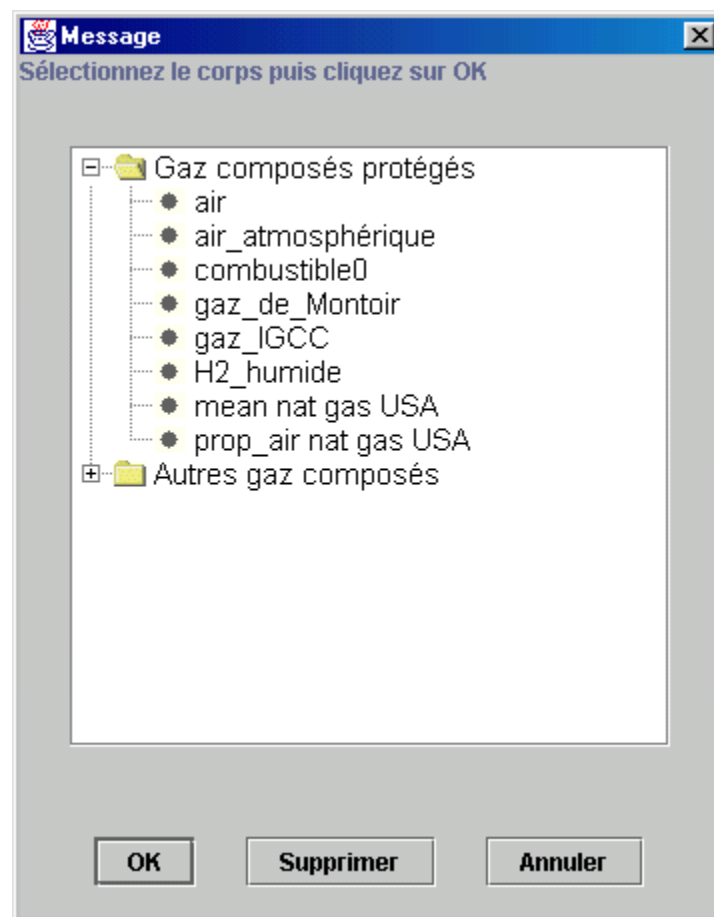 Message
Sélectionnez le corps puis cliquez sur OK
Gaz composés protégés
air
air_atmosphérique
combustible0
gaz_de_Montoir
gaz_IGCC
H2_humide
mean nat gas USA
prop_air nat gas USA
Autres gaz composés
OK Supprimer Annuler